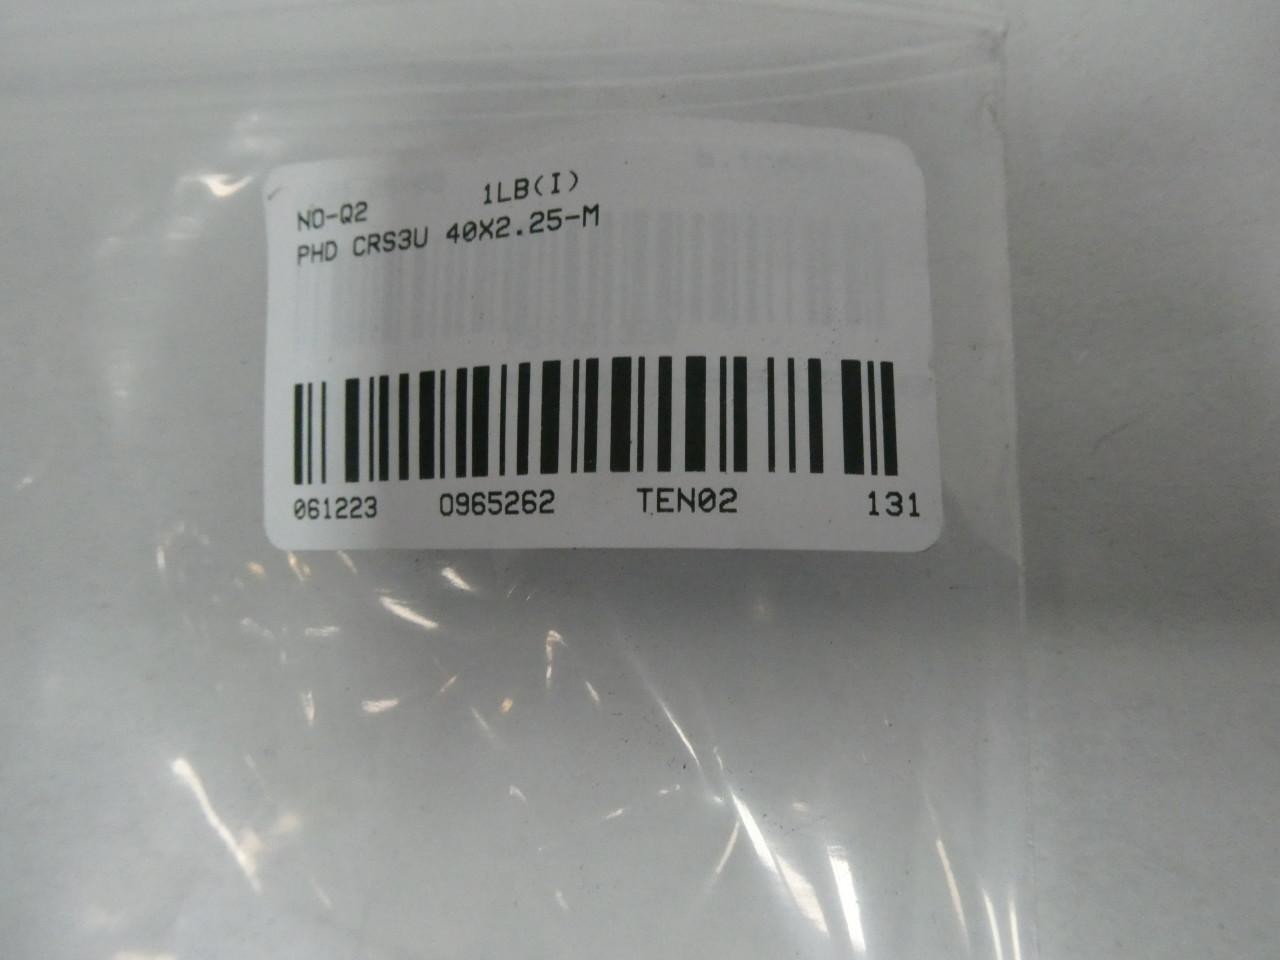 NO-Q2 1LB(I)
PHD CRS3U 40X2.25-M
061223 0965262 TEN02 131